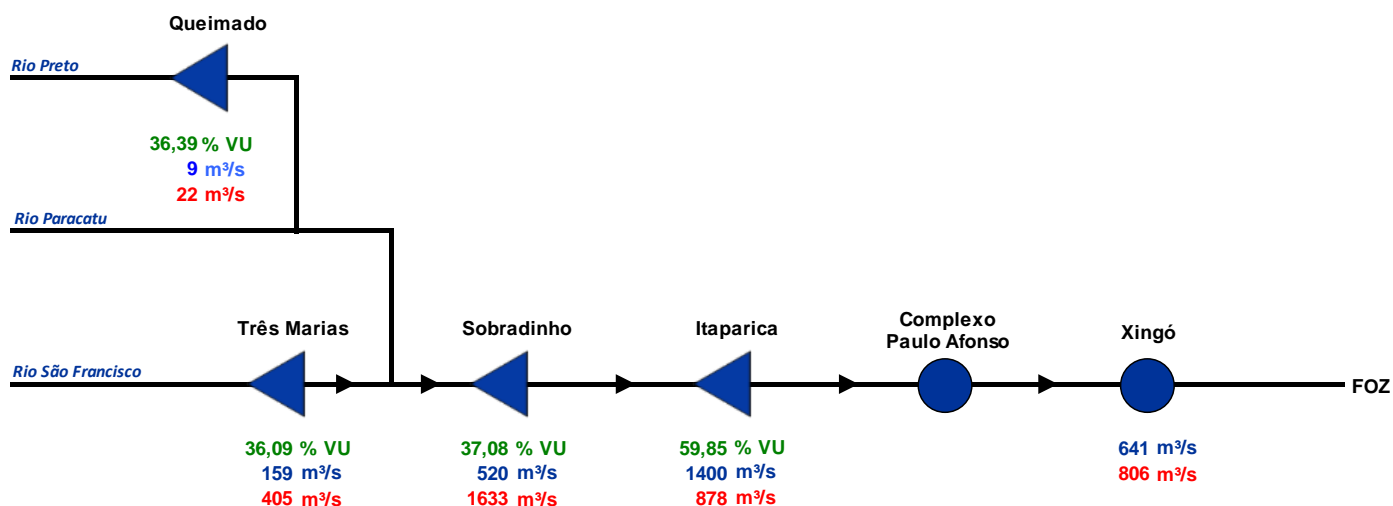 Queimado
Rio Preto
36,39 % VU
9 m³/s
22 m³/s
Rio Paracatu
Três Marias
Sobradinho
Itaparica
Complexo
Paulo Afonso
Xingó
Rio São Francisco
FOZ
36,09 % VU
159 m³/s
405 m³/s
37,08 % VU
520 m³/s
1633 m³/s
59,85 % VU
1400 m³/s
878 m³/s
641 m³/s
806 m³/s